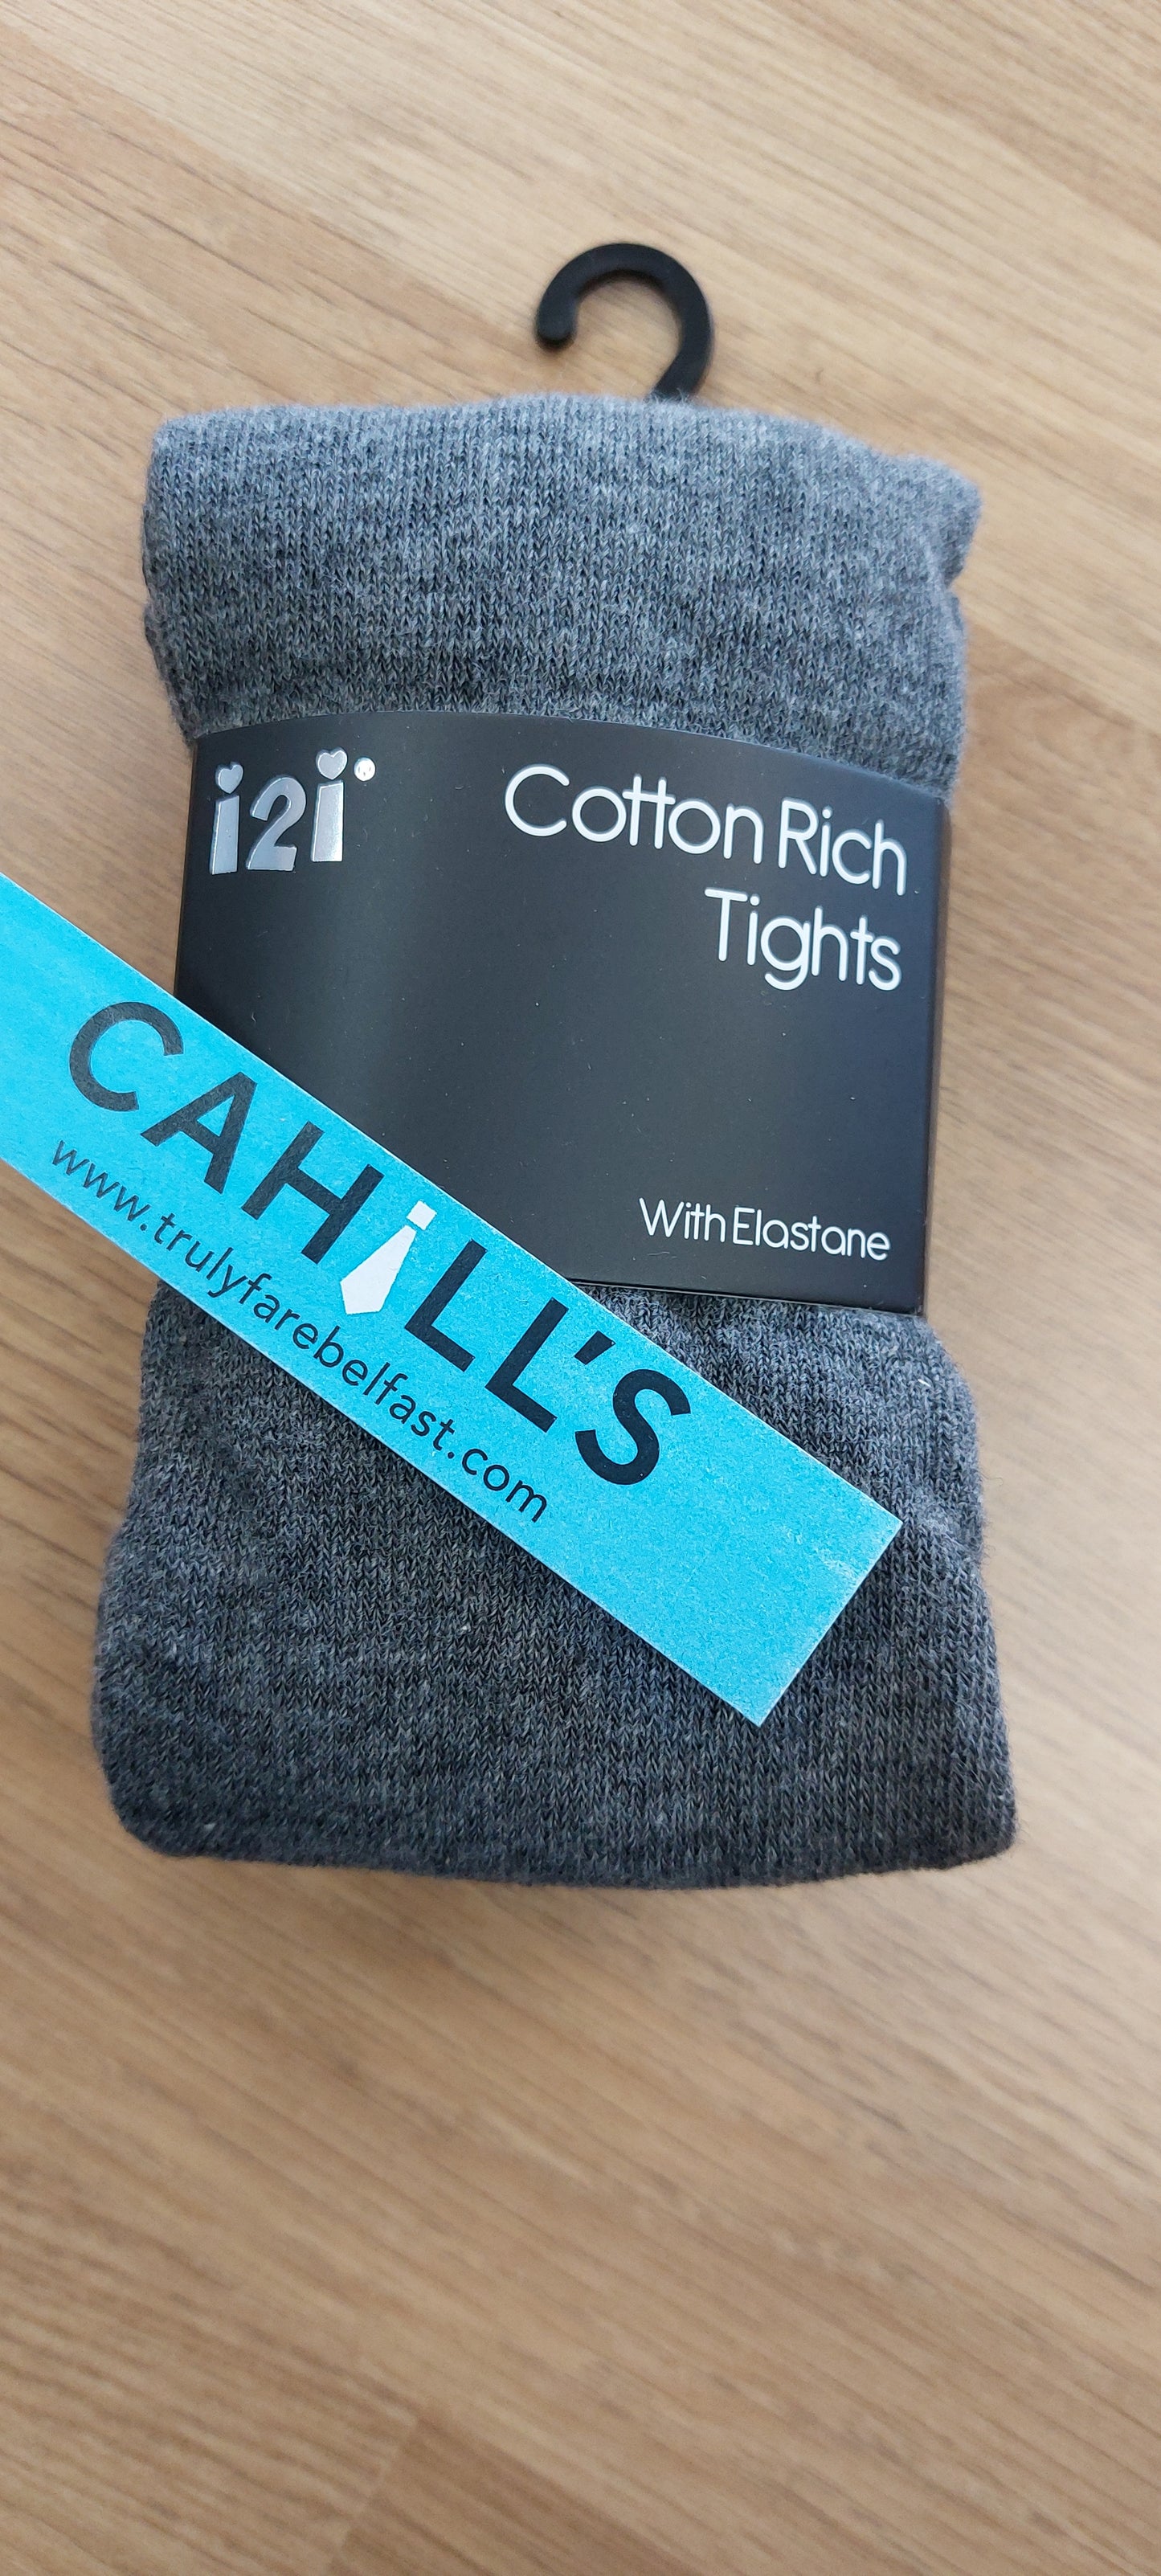 i2i®
Cotton Rich
Tights
With Elastane
CAHiLL'S
www.trulyfarebelfast.com